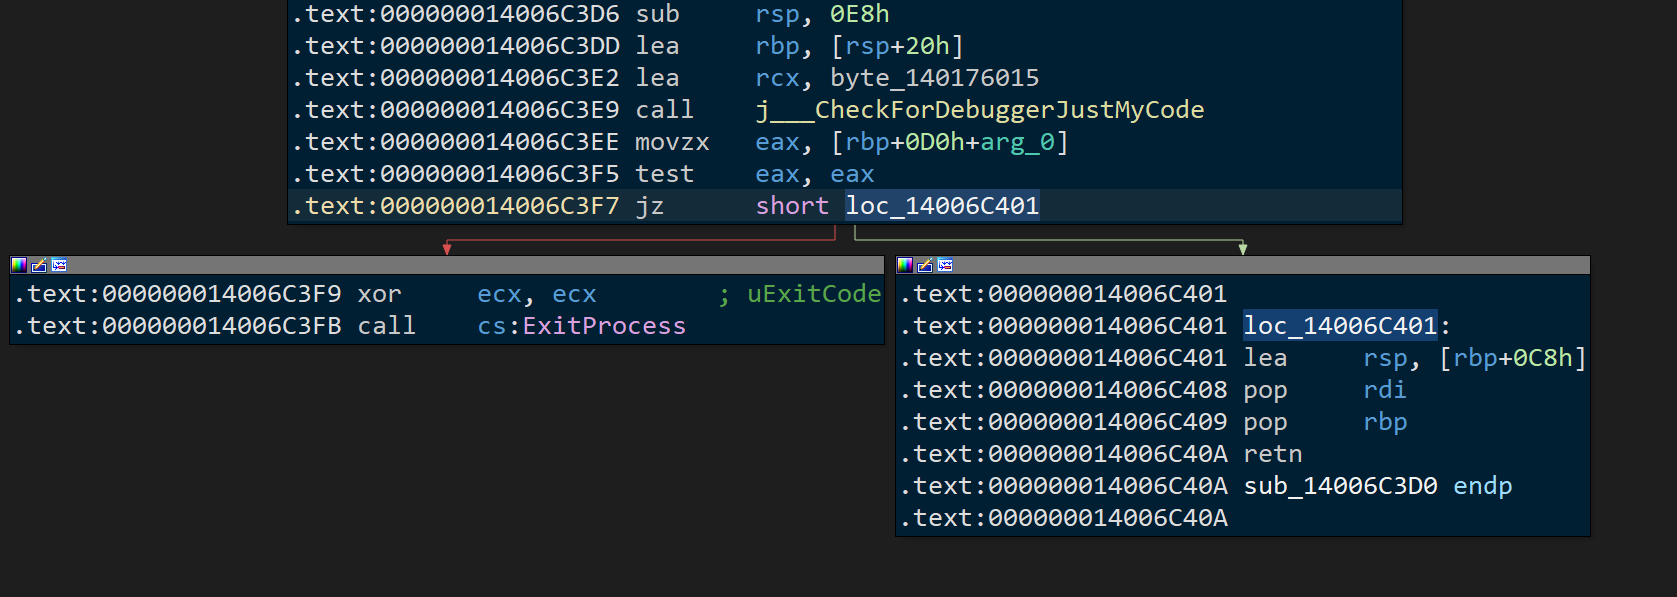 .text:000000014006C3D6 sub     rsp, 0E8h
.text:000000014006C3DD lea     rbp, [rsp+20h]
.text:000000014006C3E2 lea     rcx, byte_140176015
.text:000000014006C3E9 call    j___CheckForDebuggerJustMyCode
.text:000000014006C3EE movzx   eax, [rbp+0D0h+arg_0]
.text:000000014006C3F5 test    eax, eax
.text:000000014006C3F7 jz      short loc_14006C401
.text:000000014006C3F9 xor     ecx, ecx        ; uExitCode
.text:000000014006C3FB call    cs:ExitProcess
.text:000000014006C401
.text:000000014006C401 loc_14006C401:
.text:000000014006C401 lea     rsp, [rbp+0C8h]
.text:000000014006C408 pop     rdi
.text:000000014006C409 pop     rbp
.text:000000014006C40A retn
.text:000000014006C40A sub_14006C3D0 endp
.text:000000014006C40A